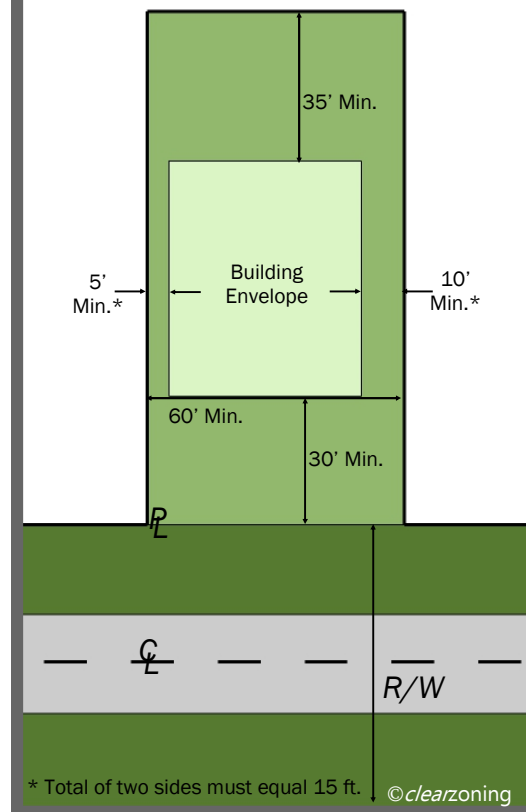 35’ Min.
Building
Envelope
5’
Min.*
10’
Min.*
60’ Min.
30’ Min.
PL
CL
R/W
* Total of two sides must equal 15 ft.
©clearzoning